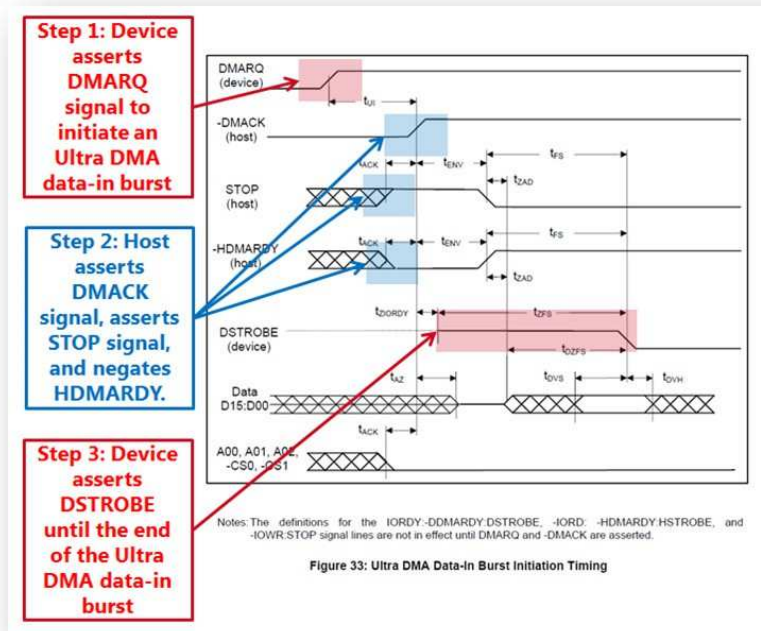 Step 1: Device
asserts
DMARQ
signal to
initiate an
Ultra DMA
data-in burst
Step 2: Host
asserts
DMACK
signal, asserts
STOP signal,
and negates
HDMARDY.
Step 3: Device
asserts
DSTROBE
until the end
of the Ultra
DMA data-in
burst
DMARQ
(device)
tUI
-DMACK
(host)
tACK tENV tFS
tZAD
STOP
(host)
tACK tENV tFS
-HDMARDY
(host)
tZAD
tZIORDY tZFS
DSTROBE
(device)
tDZFS
tAZ tDVS tDVH
Data
D15:D00
tACK
A00, A01, A02,
-CS0, -CS1
Notes: The definitions for the IORDY:-DDMARDY:DSTROBE, -IORD: -HDMARDY:HSTROBE, and
-IOWR:STOP signal lines are not in effect until DMARQ and -DMACK are asserted.
Figure 33: Ultra DMA Data-In Burst Initiation Timing